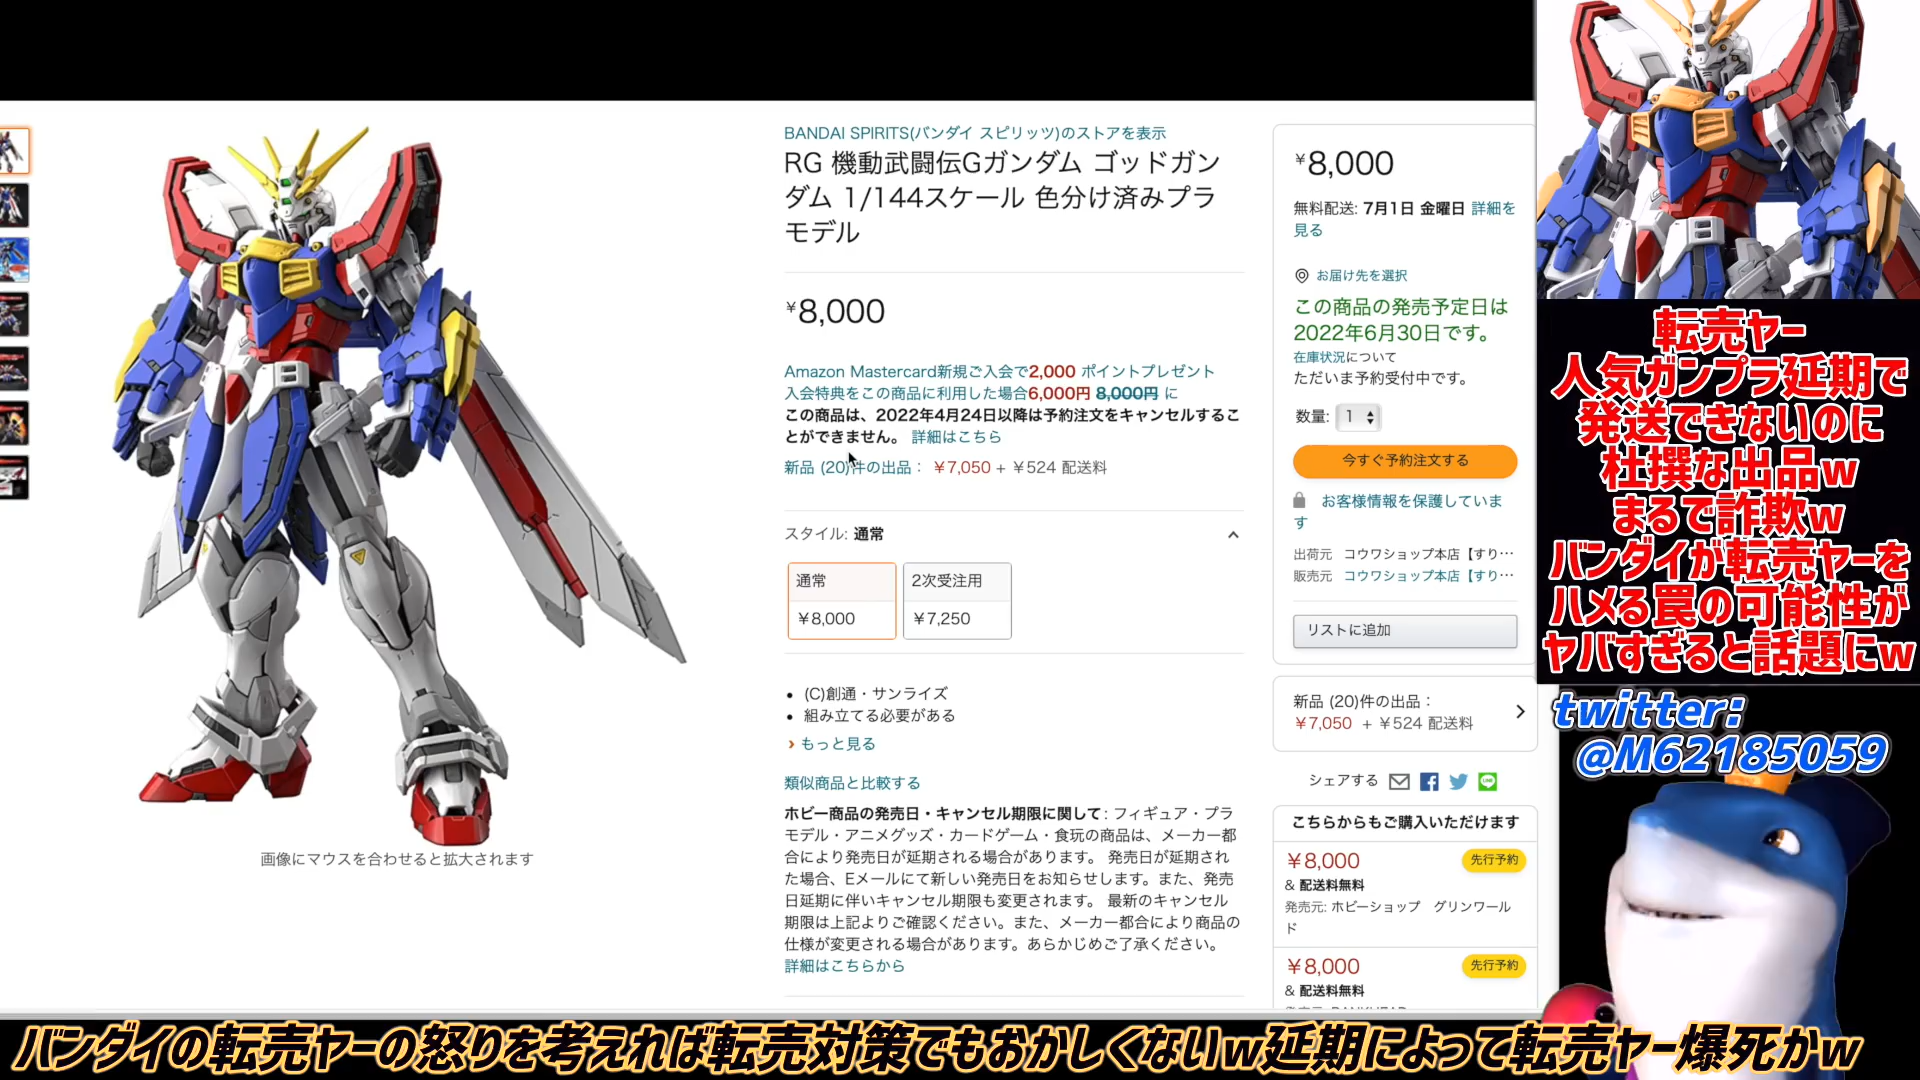 BANDAI SPIRITS(バンダイ スピリッツ)のストアを表示
RG 機動武闘伝Gガンダム ゴッドガン
ダム 1/144スケール 色分け済みプラ
モデル
¥8,000
Amazon Mastercard新規ご入会で2,000 ポイントプレゼント
入会特典をこの商品に利用した場合6,000円 8,000円 に
この商品は、2022年4月24日以降は予約注文をキャンセルするこ
とができません。 詳細はこちら
新品 (20)件の出品： ￥7,050 + ￥524 配送料
スタイル: 通常
通常
￥8,000
2次受注用
￥7,250
• (C)創通・サンライズ
• 組み立てる必要がある
› もっと見る
類似商品と比較する
ホビー商品の発売日・キャンセル期限に関して: フィギュア・プラ
モデル・アニメグッズ・カードゲーム・食玩の商品は、メーカー都
合により発売日が延期される場合があります。 発売日が延期され
た場合、Eメールにて新しい発売日をお知らせします。また、発売
日延期に伴いキャンセル期限も変更されます。 最新のキャンセル
期限は上記よりご確認ください。また、メーカー都合により商品の
仕様が変更される場合があります。あらかじめご了承ください。
詳細はこちらから
画像にマウスを合わせると拡大されます
¥8,000
無料配送: 7月1日 金曜日 詳細を
見る
お届け先を選択
この商品の発売予定日は
2022年6月30日です。
在庫状況について
ただいま予約受付中です。
数量: 1
今すぐ予約注文する
お客様情報を保護していま
す
出荷元 コウワショップ本店【すり…
販売元 コウワショップ本店【すり…
リストに追加
新品 (20)件の出品：
￥7,050 + ￥524 配送料
シェアする
こちらからもご購入いただけます
￥8,000
先行予約
& 配送料無料
発売元: ホビーショップ グリンワール
ド
￥8,000
先行予約
& 配送料無料
転売ヤー
人気ガンプラ延期で
発送できないのに
杜撰な出品w
まるで詐欺w
バンダイが転売ヤーを
ハメる罠の可能性が
ヤバすぎると話題にw
twitter:
@M62185059
バンダイの転売ヤーの怒りを考えれば転売対策でもおかしくないw延期によって転売ヤー爆死かw